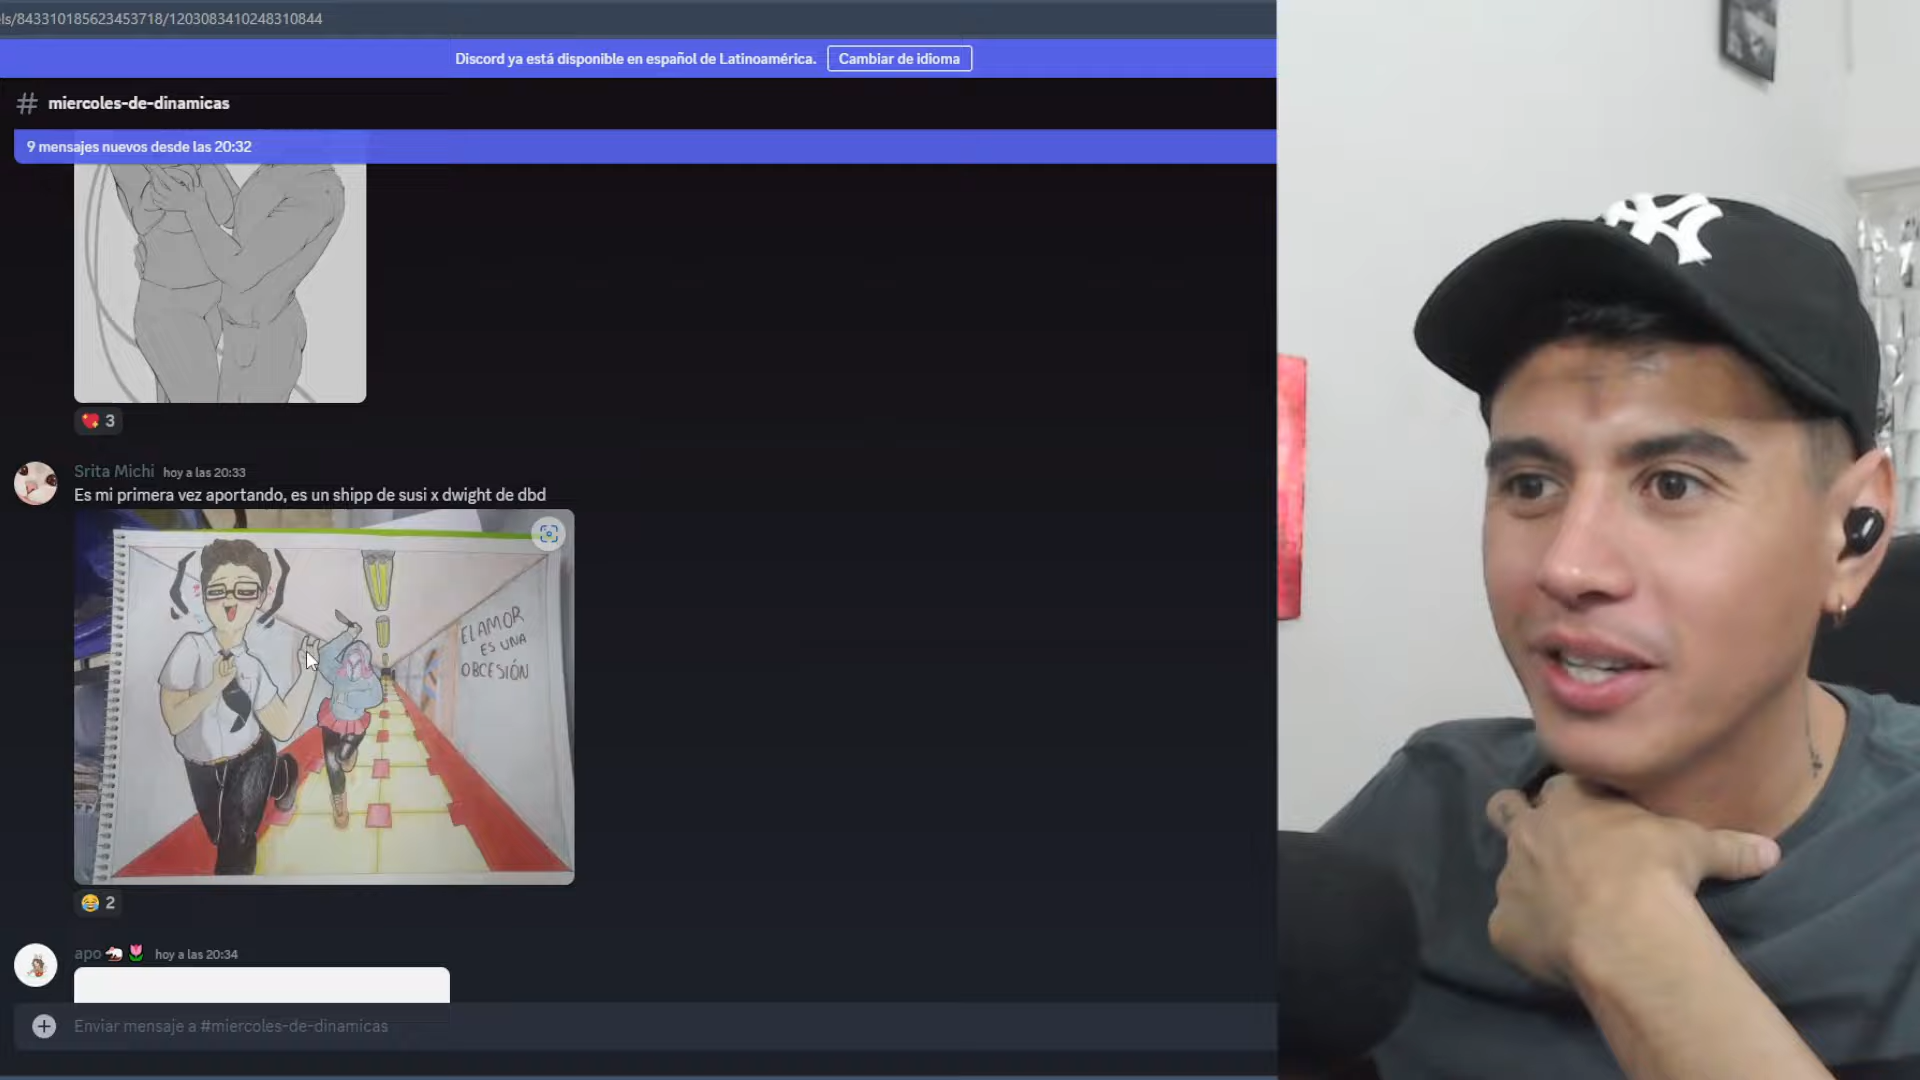 ls/843310185623453718/1203083410248310844
Discord ya está disponible en español de Latinoamérica. Cambiar de idioma
# miercoles-de-dinamicas
9 mensajes nuevos desde las 20:32
3
Srita Michi hoy a las 20:33
Es mi primera vez aportando, es un shipp de susi x dwight de dbd
EL AMOR
ES UNA
OBCESIÓN
2
apo hoy a las 20:34
Enviar mensaje a #miercoles-de-dinamicas
NY